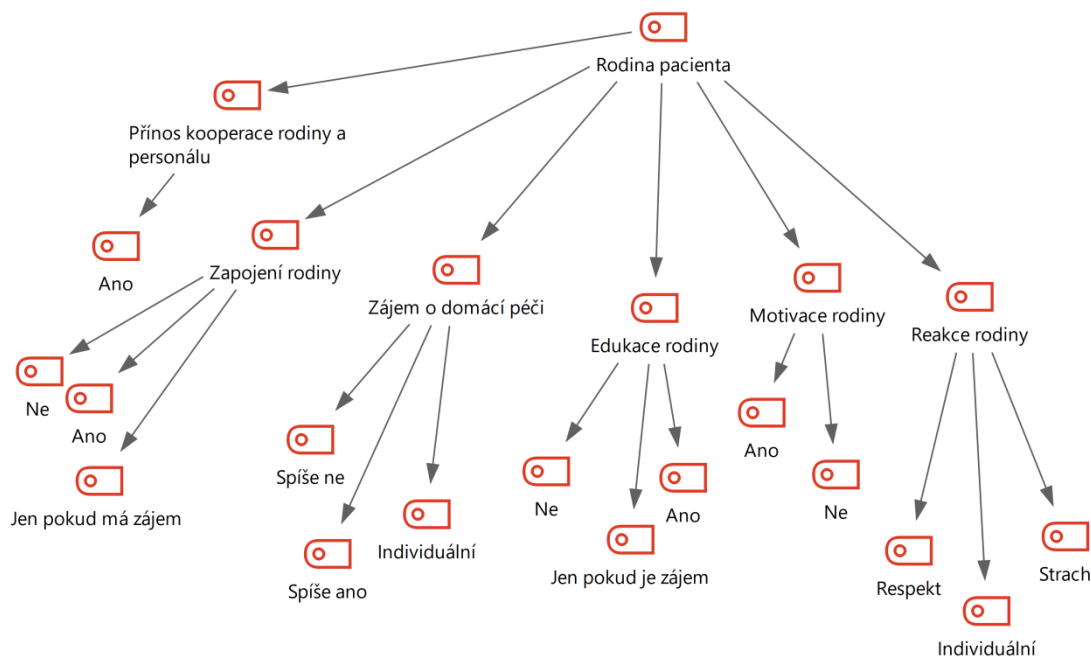 Rodina pacienta
Přínos kooperace rodiny a
personálu
Ano
Zapojení rodiny
Zájem o domácí péči
Motivace rodiny
Reakce rodiny
Edukace rodiny
Ne
Ano
Jen pokud má zájem
Spíše ne
Individuální
Spíše ano
Ne
Ano
Jen pokud je zájem
Ano
Ne
Respekt
Strach
Individuální